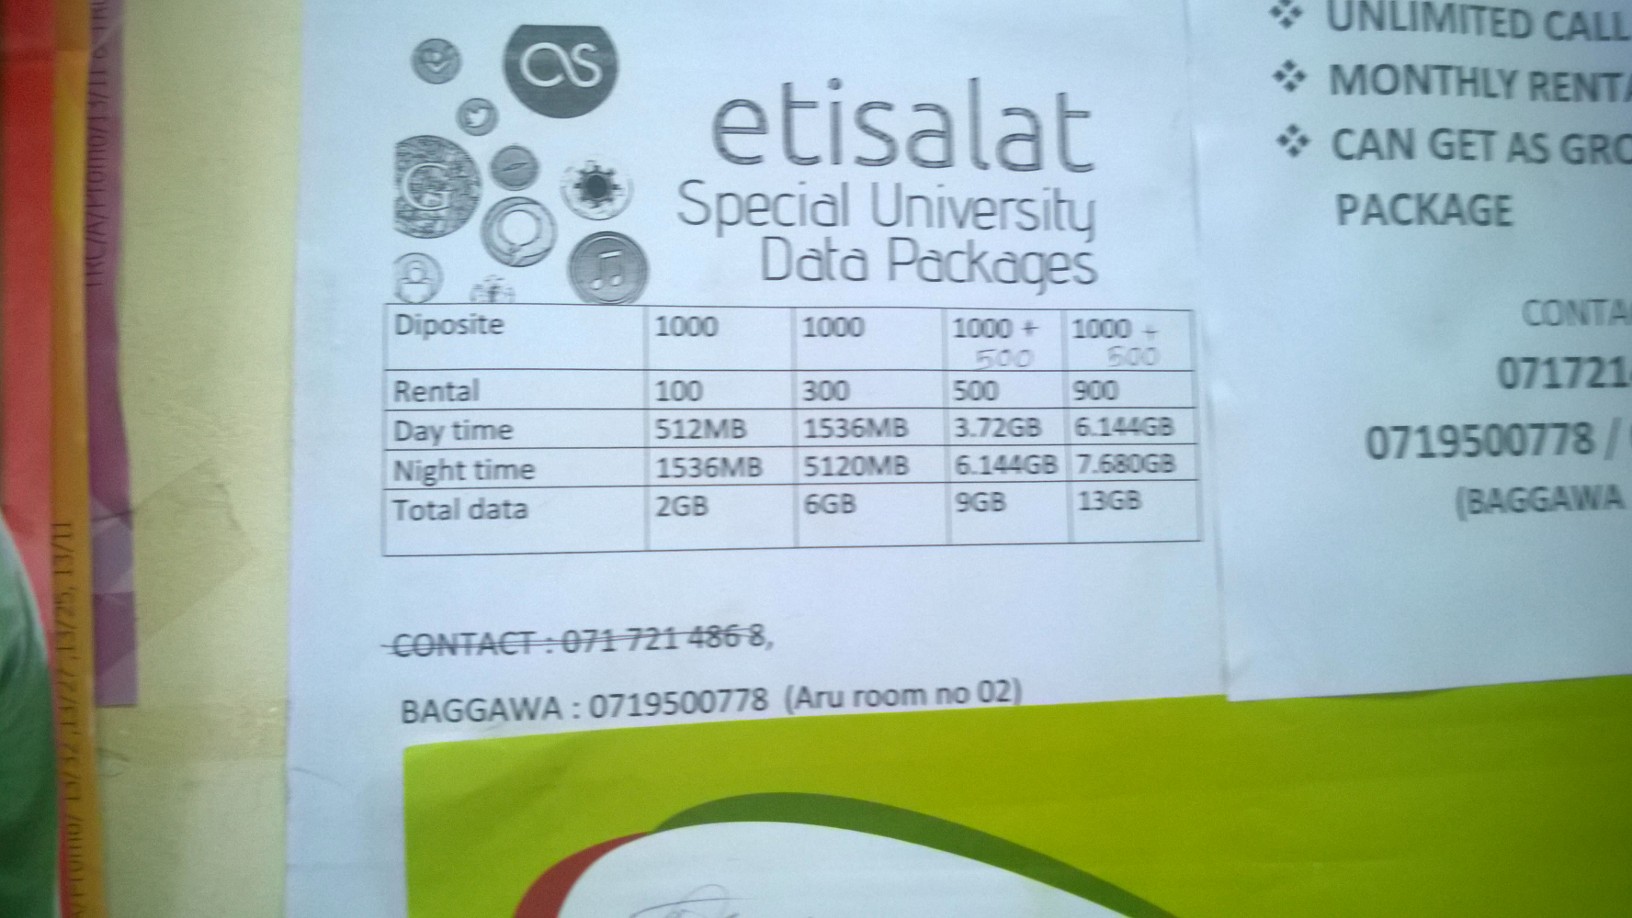 etisalat
Special University
Data Packages
Diposite 1000 1000 1000 + 500 1000 + 500
Rental 100 300 500 900
Day time 512MB 1536MB 3.72GB 6.144GB
Night time 1536MB 5120MB 6.144GB 7.680GB
Total data 2GB 6GB 9GB 13GB
CONTACT : 071 721 486 8,
BAGGAWA : 0719500778 (Aru room no 02)
UNLIMITED CALL
MONTHLY RENTA
CAN GET AS GRO
PACKAGE
CONTA
071721
0719500778 /
(BAGGAWA